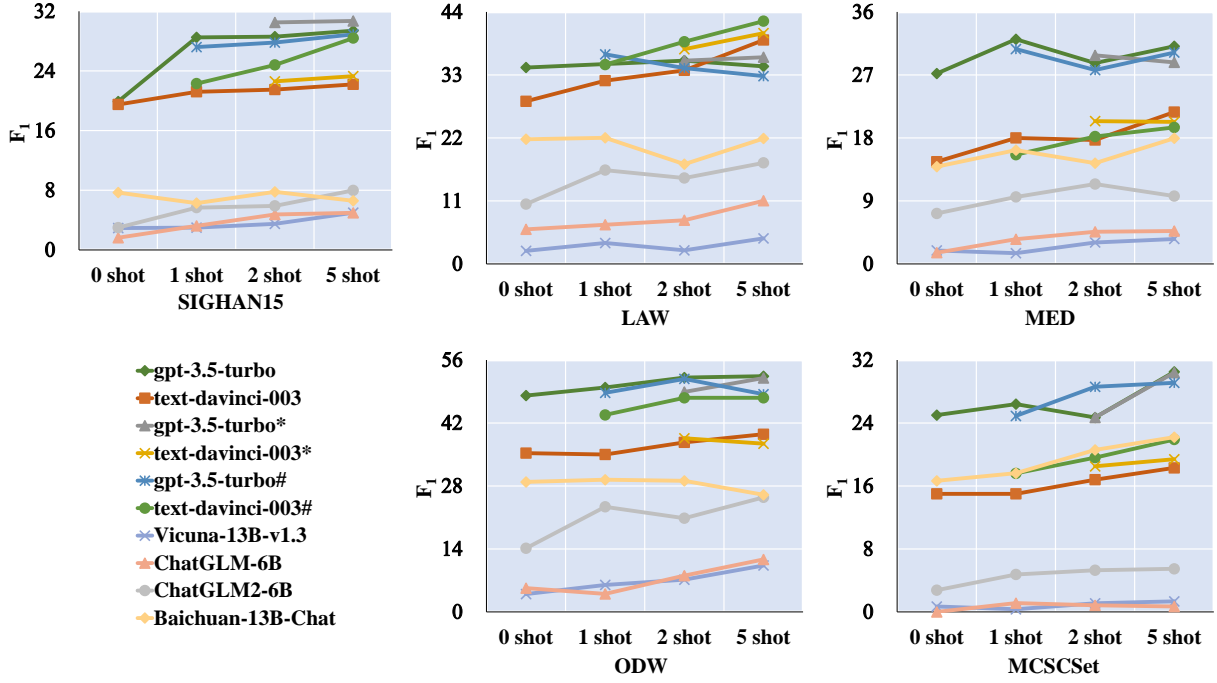 32
24
16
8
0
F1
0 shot 1 shot 2 shot 5 shot
SIGHAN15
44
33
22
11
0
F1
0 shot 1 shot 2 shot 5 shot
LAW
36
27
18
9
0
F1
0 shot 1 shot 2 shot 5 shot
MED
gpt-3.5-turbo
text-davinci-003
gpt-3.5-turbo*
text-davinci-003*
gpt-3.5-turbo#
text-davinci-003#
Vicuna-13B-v1.3
ChatGLM-6B
ChatGLM2-6B
Baichuan-13B-Chat
56
42
28
14
0
F1
0 shot 1 shot 2 shot 5 shot
ODW
32
24
16
8
0
F1
0 shot 1 shot 2 shot 5 shot
MCSCSet